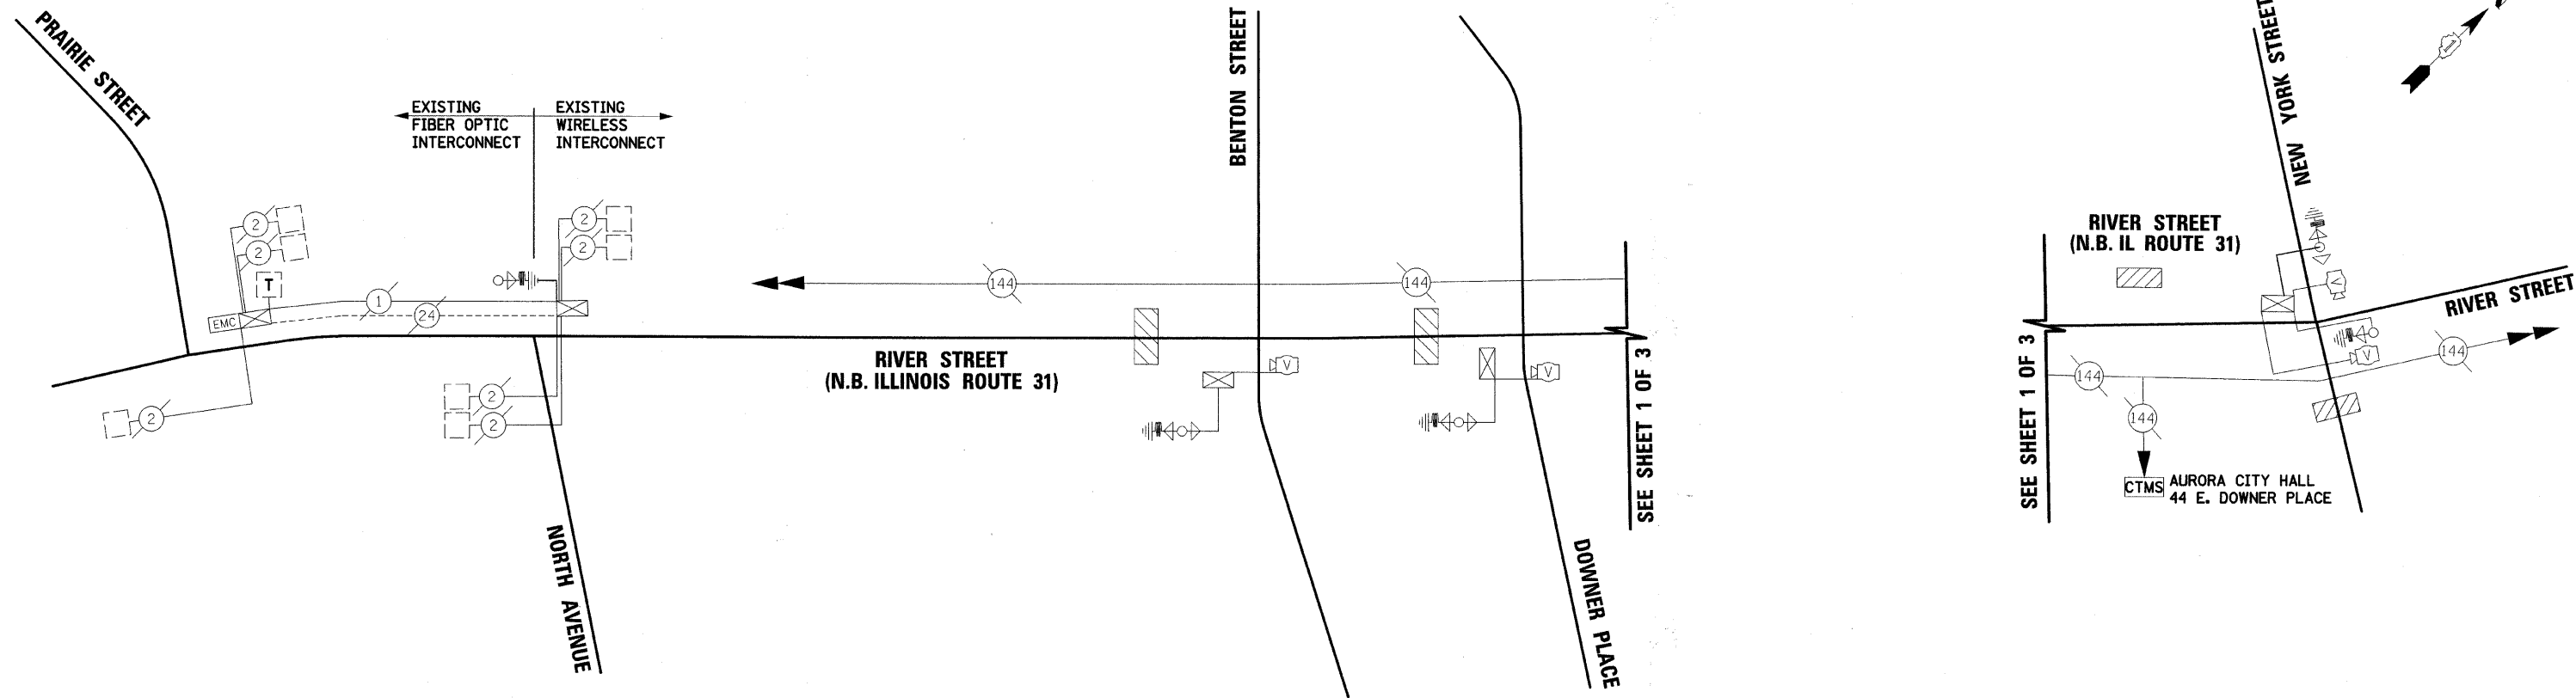 PRAIRIE STREET
EXISTING
FIBER OPTIC
INTERCONNECT
EXISTING
WIRELESS
INTERCONNECT
2
2
T
EMC
1
24
2
2
2
2
2
RIVER STREET
(N.B. ILLINOIS ROUTE 31)
NORTH AVENUE
144
BENTON STREET
V
144
V
DOWNER PLACE
SEE SHEET 1 OF 3
SEE SHEET 1 OF 3
RIVER STREET
(N.B. IL ROUTE 31)
NEW YORK STREET
V
RIVER STREET
V
144
144
144
CTMS
AURORA CITY HALL
44 E. DOWNER PLACE